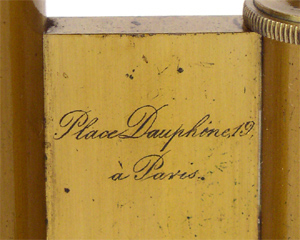 Place Dauphine, 19,
à Paris.